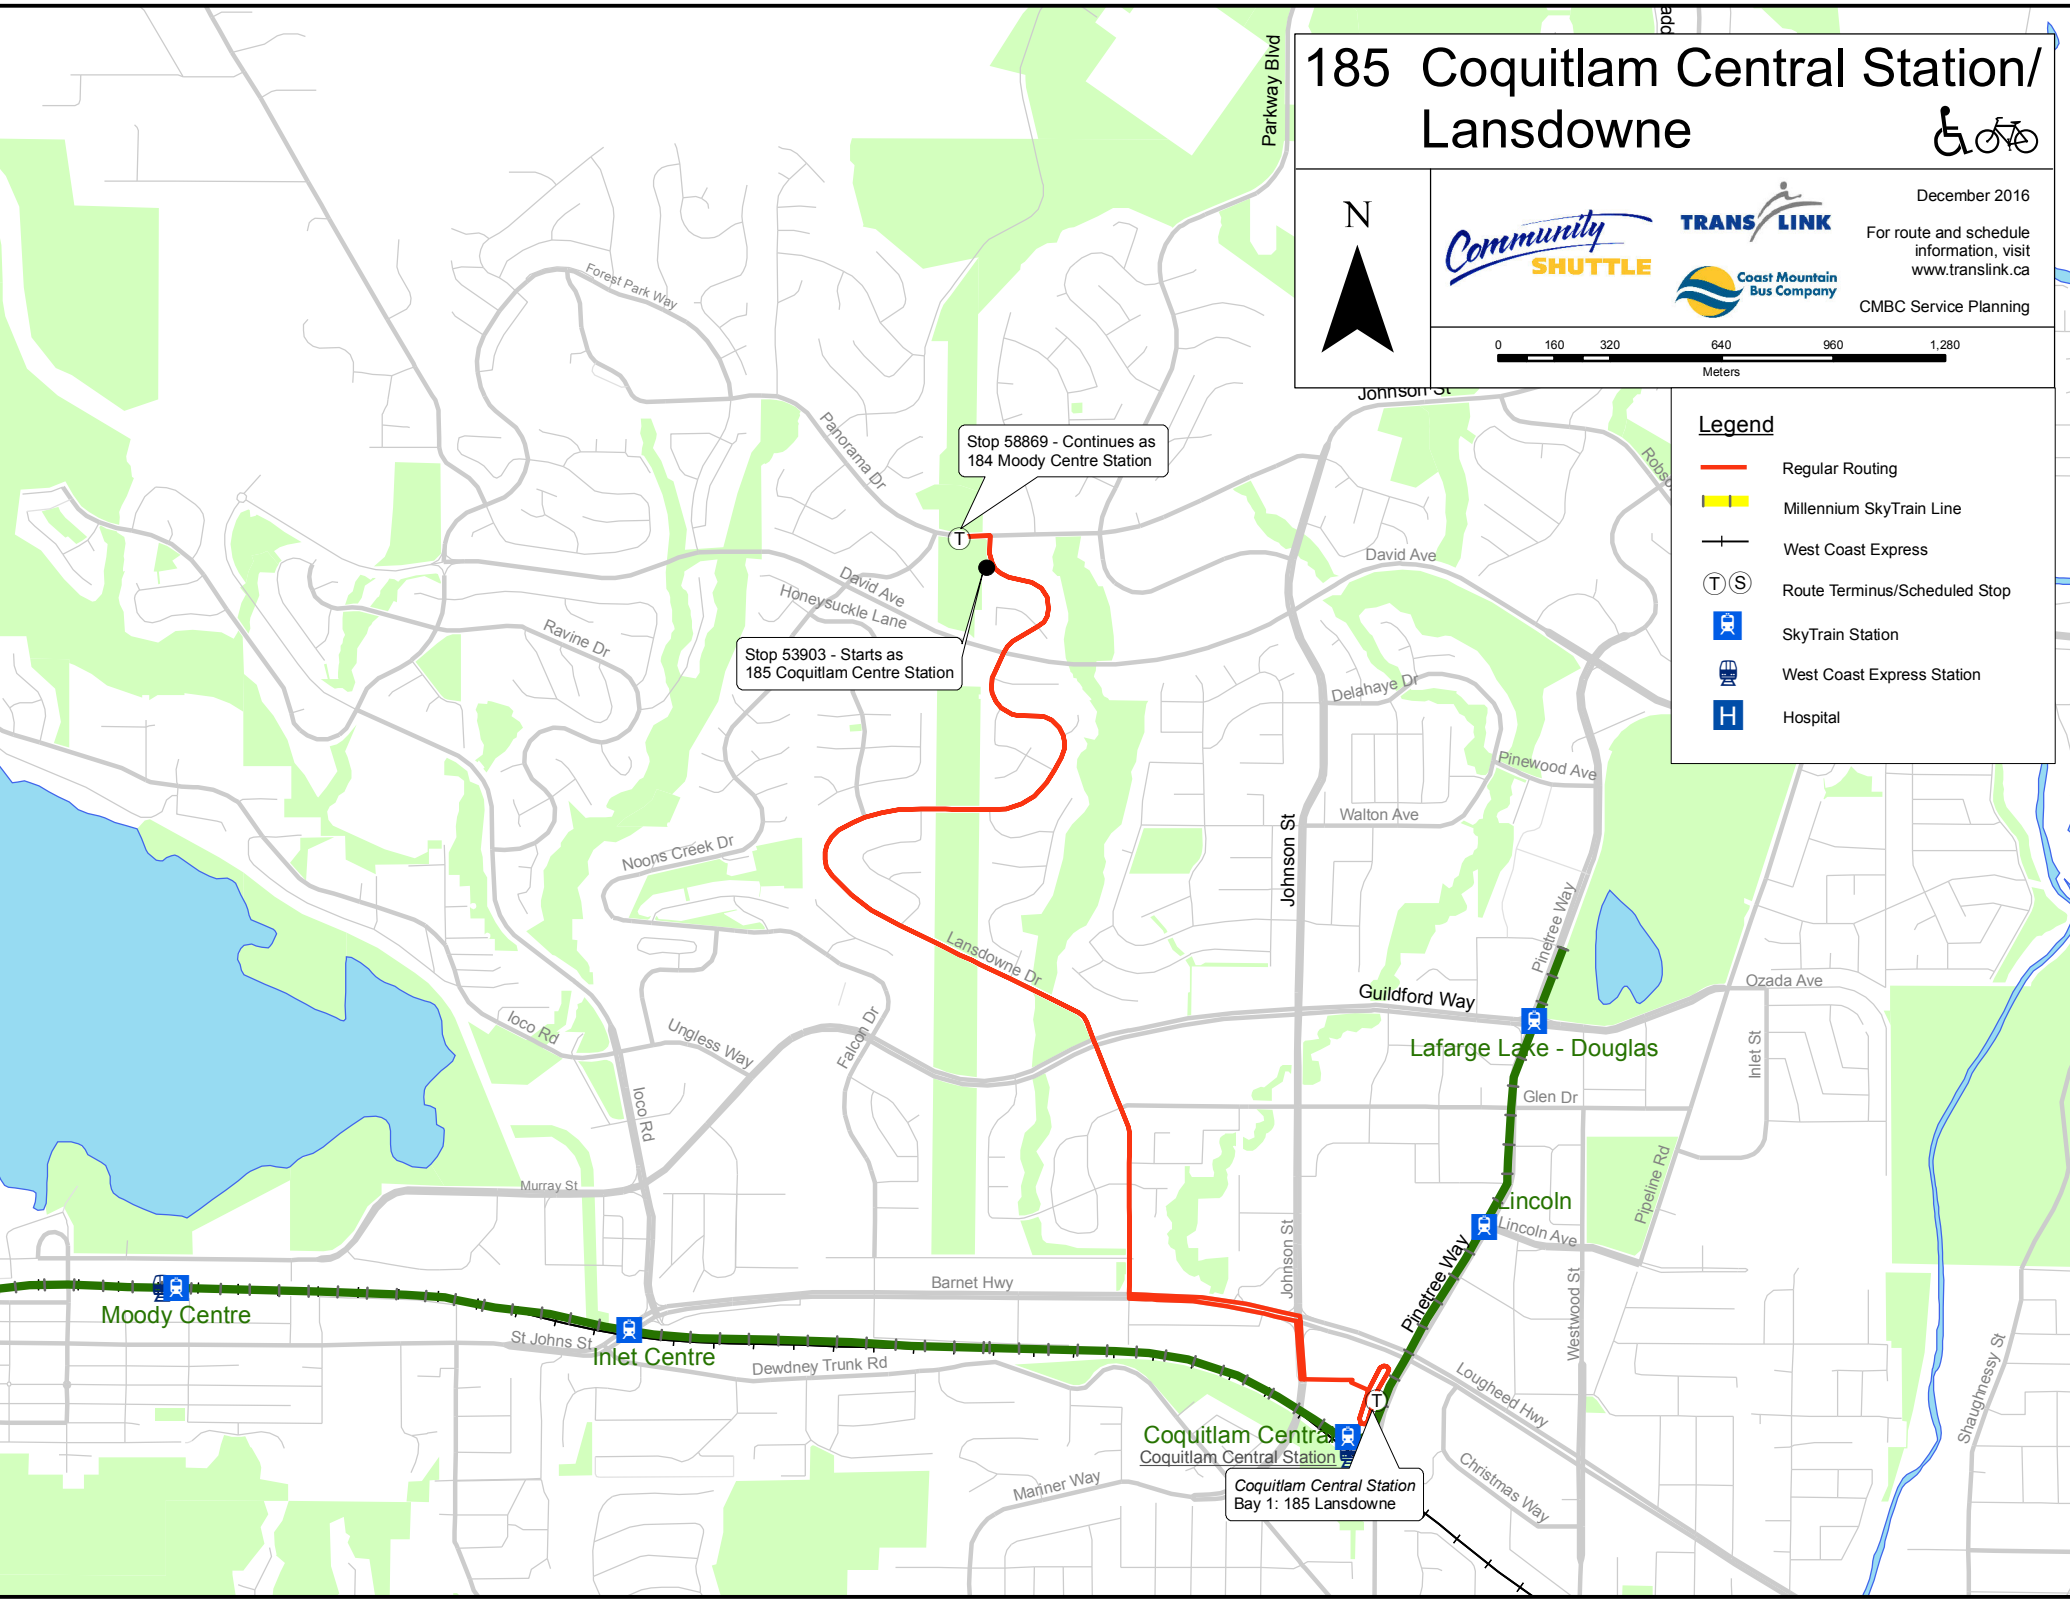 185 Coquitlam Central Station/
Lansdowne
N
Community
SHUTTLE
TRANS LINK
Coast Mountain
Bus Company
December 2016
For route and schedule
information, visit
www.translink.ca
CMBC Service Planning
0 160 320 640 960 1,280
Meters
Legend
Regular Routing
Millennium SkyTrain Line
West Coast Express
T S Route Terminus/Scheduled Stop
SkyTrain Station
West Coast Express Station
H Hospital
Parkway Blvd
Forest Park Way
Johnson St
Panorama Dr
Stop 58869 - Continues as
184 Moody Centre Station
T
David Ave
David Ave
Honeysuckle Lane
Ravine Dr
Stop 53903 - Starts as
185 Coquitlam Centre Station
Delahaye Dr
Pinewood Ave
Walton Ave
Johnson St
Noons Creek Dr
Pinetree Way
Lansdowne Dr
Ozada Ave
Guildford Way
Ioco Rd
Ungless Way
Falcon Dr
Lafarge Lake - Douglas
Inlet St
Glen Dr
Ioco Rd
Murray St
Pipeline Rd
Lincoln
Lincoln Ave
Johnson St
Pinetree Way
Barnet Hwy
Westwood St
Moody Centre
Inlet Centre
St Johns St
Dewdney Trunk Rd
Lougheed Hwy
Shaughnessy St
T
Coquitlam Central
Coquitlam Central Station
Mariner Way
Christmas Way
Coquitlam Central Station
Bay 1: 185 Lansdowne